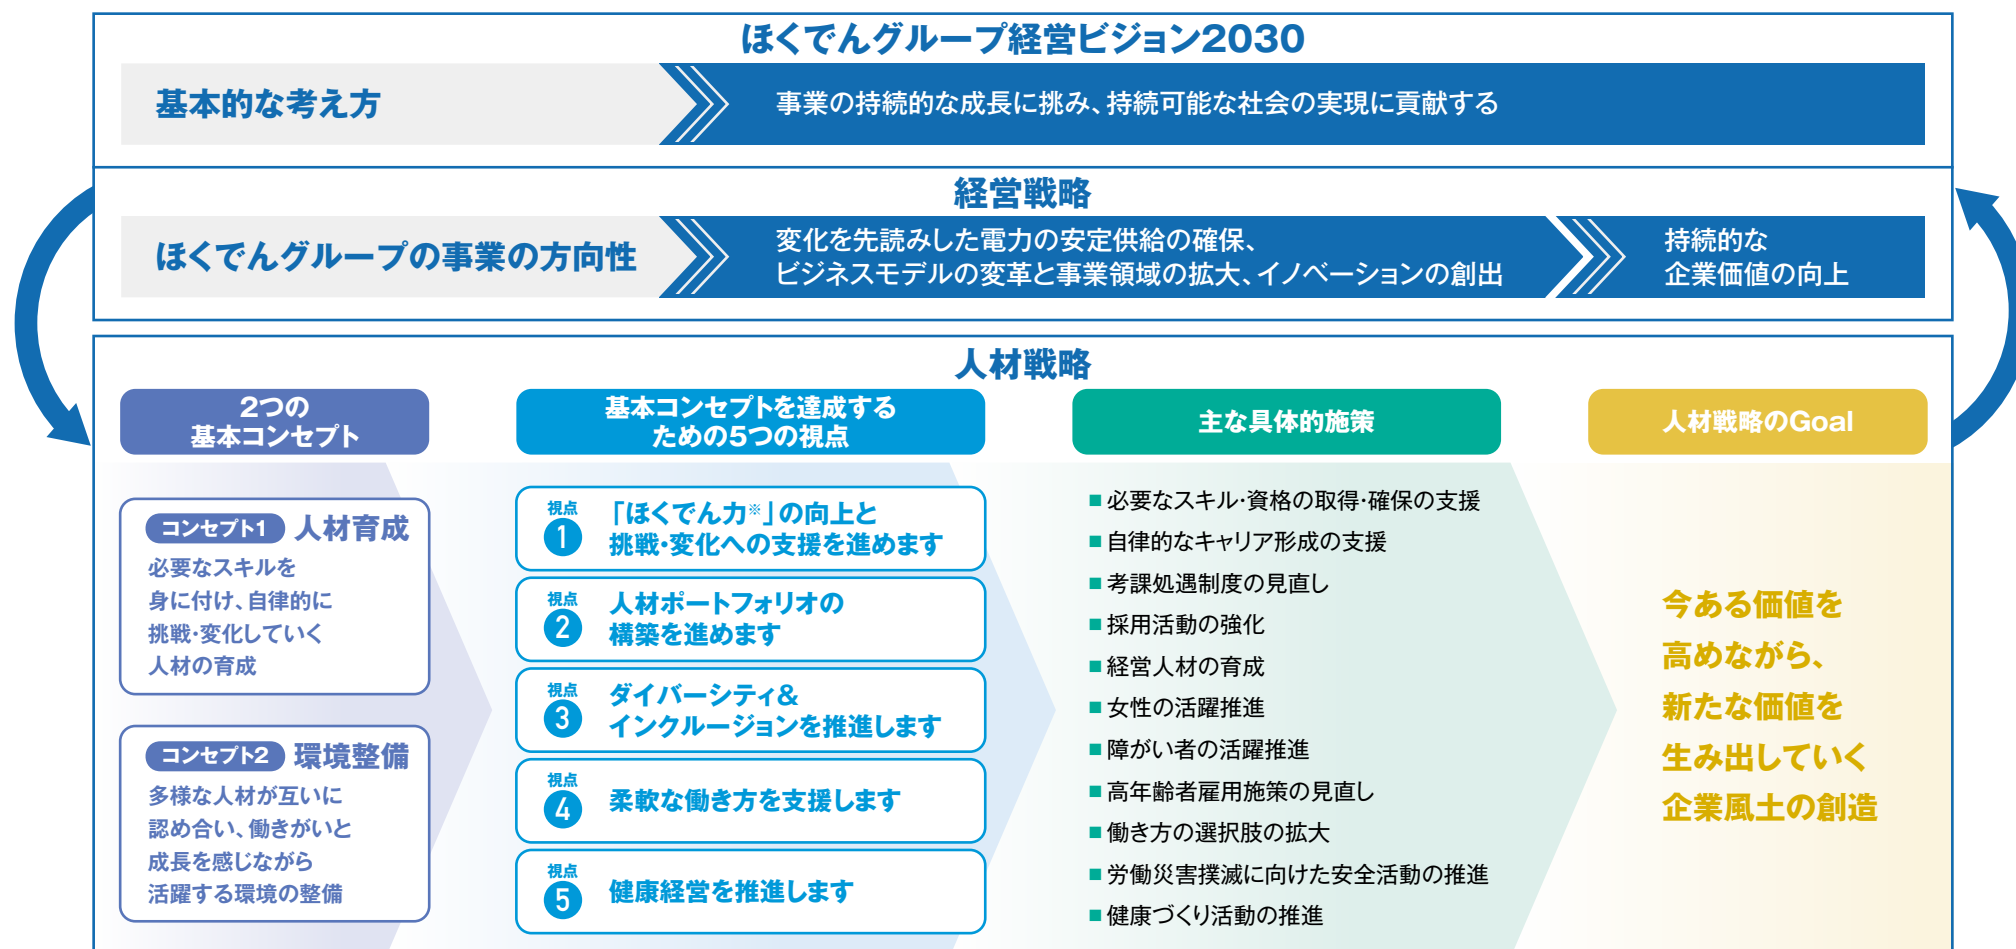 ほくでんグループ経営ビジョン2030
基本的な考え方
事業の持続的な成長に挑み、持続可能な社会の実現に貢献する
経営戦略
ほくでんグループの事業の方向性
変化を先読みした電力の安定供給の確保、
ビジネスモデルの変革と事業領域の拡大、イノベーションの創出
持続的な
企業価値の向上
人材戦略
2つの
基本コンセプト
コンセプト1 人材育成
必要なスキルを
身に付け、自律的に
挑戦・変化していく
人材の育成
コンセプト2 環境整備
多様な人材が互いに
認め合い、働きがいと
成長を感じながら
活躍する環境の整備
基本コンセプトを達成する
ための5つの視点
視点
1
「ほくでん力※」の向上と
挑戦・変化への支援を進めます
視点
2
人材ポートフォリオの
構築を進めます
視点
3
ダイバーシティ&
インクルージョンを推進します
視点
4
柔軟な働き方を支援します
視点
5
健康経営を推進します
主な具体的施策
■必要なスキル・資格の取得・確保の支援
■自律的なキャリア形成の支援
■考課処遇制度の見直し
■採用活動の強化
■経営人材の育成
■女性の活躍推進
■障がい者の活躍推進
■高年齢者雇用施策の見直し
■働き方の選択肢の拡大
■労働災害撲滅に向けた安全活動の推進
■健康づくり活動の推進
人材戦略のGoal
今ある価値を
高めながら、
新たな価値を
生み出していく
企業風土の創造